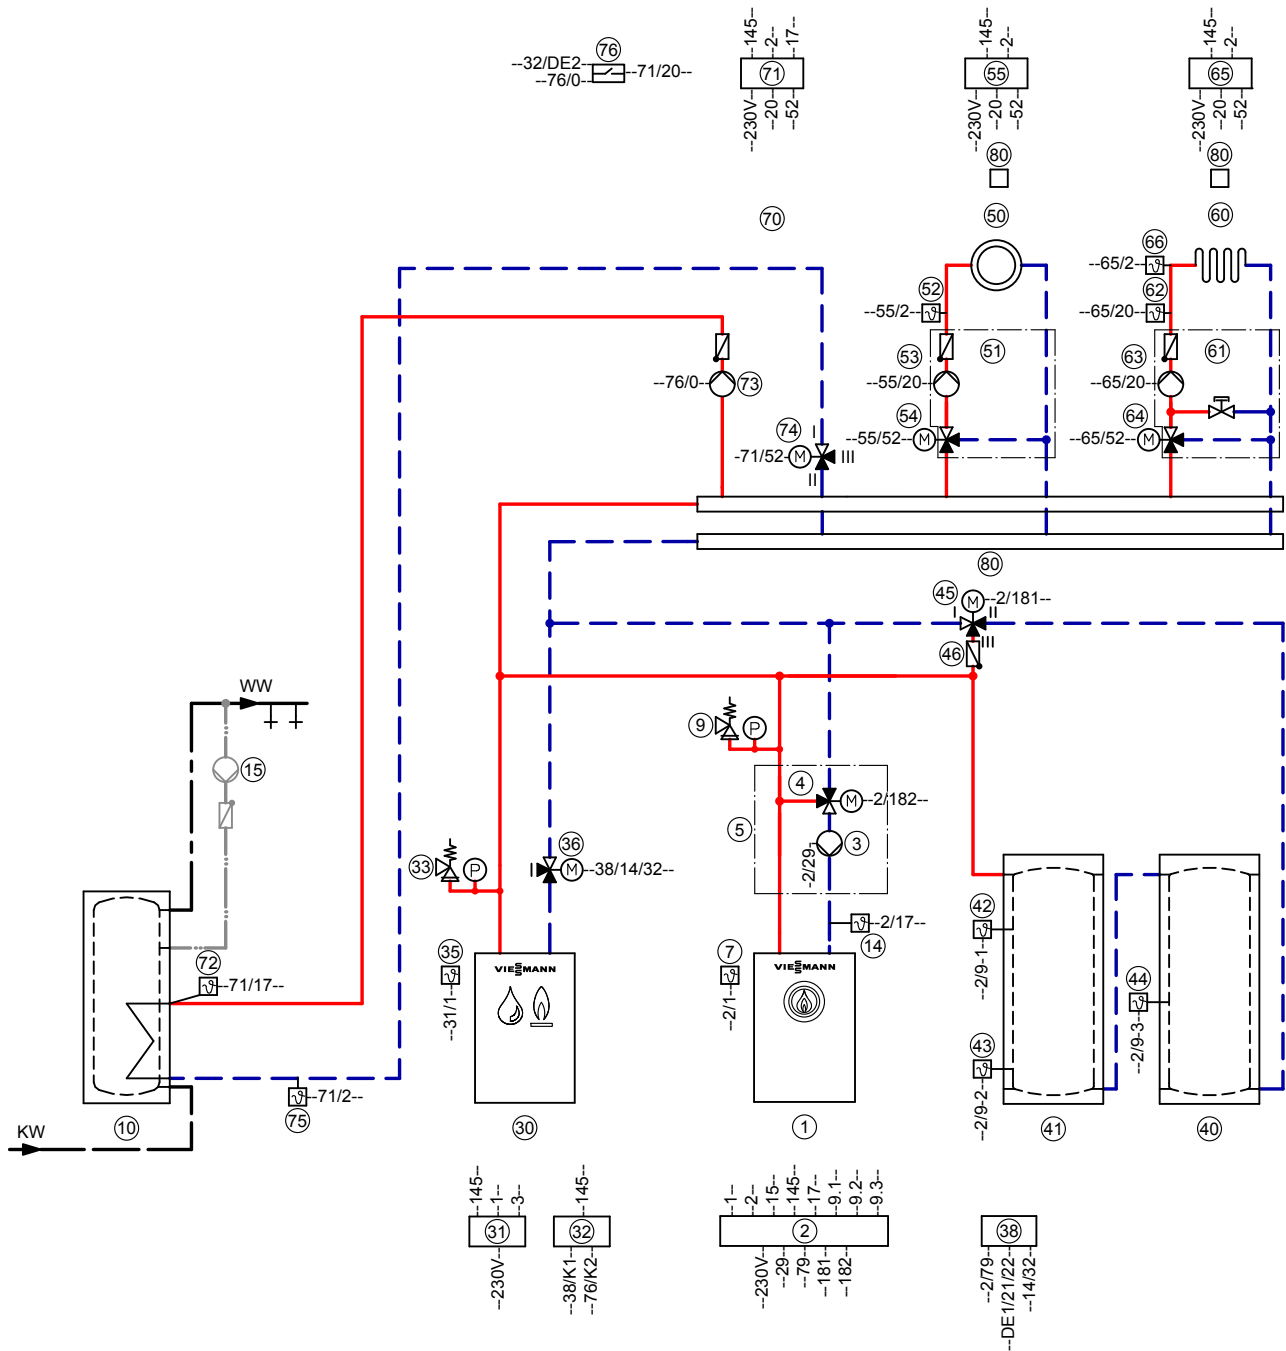 145-- 2-- 17--
145-- 2--
145-- 2--
76
--32/DE2-- --71/20--
--76/0--
71 55 65
--230V --20-- --52--
--230V --20-- --52--
--230V --20-- --52--
80 80
70 50 60
66
--65/2--
52 62
--55/2-- --65/20--
53 51 63 61
--76/0-- 73 --55/20-- --65/20--
74 I 54 64
-71/52- M III --55/52-- M --65/52-- M
II
80
45 M --2/181--
I II
46 III
WW
9 P
15
4
M --2/182--
5 --2/29- 3
33 P 36
I M --38/14/32--
42
--2/17--
14
72 35 7
--71/17-- VIESSMANN VIESSMANN
--31/1-- --2/1-- --2/9-1-- 44
--2/9-3--
43
--71/2-- --2/9-2--
75
10 30 1 41 40
KW
145-- 1-- 3--
145--
1-- 2-- 15-- 145-- 17-- 9.1-- 9.2-- 9.3--
31 32 2 38
--230V--
--38/K1 --76/K2
--230V-- --29 --79 --181 --182--
--2/79 --DE1/21/22-- --14/32